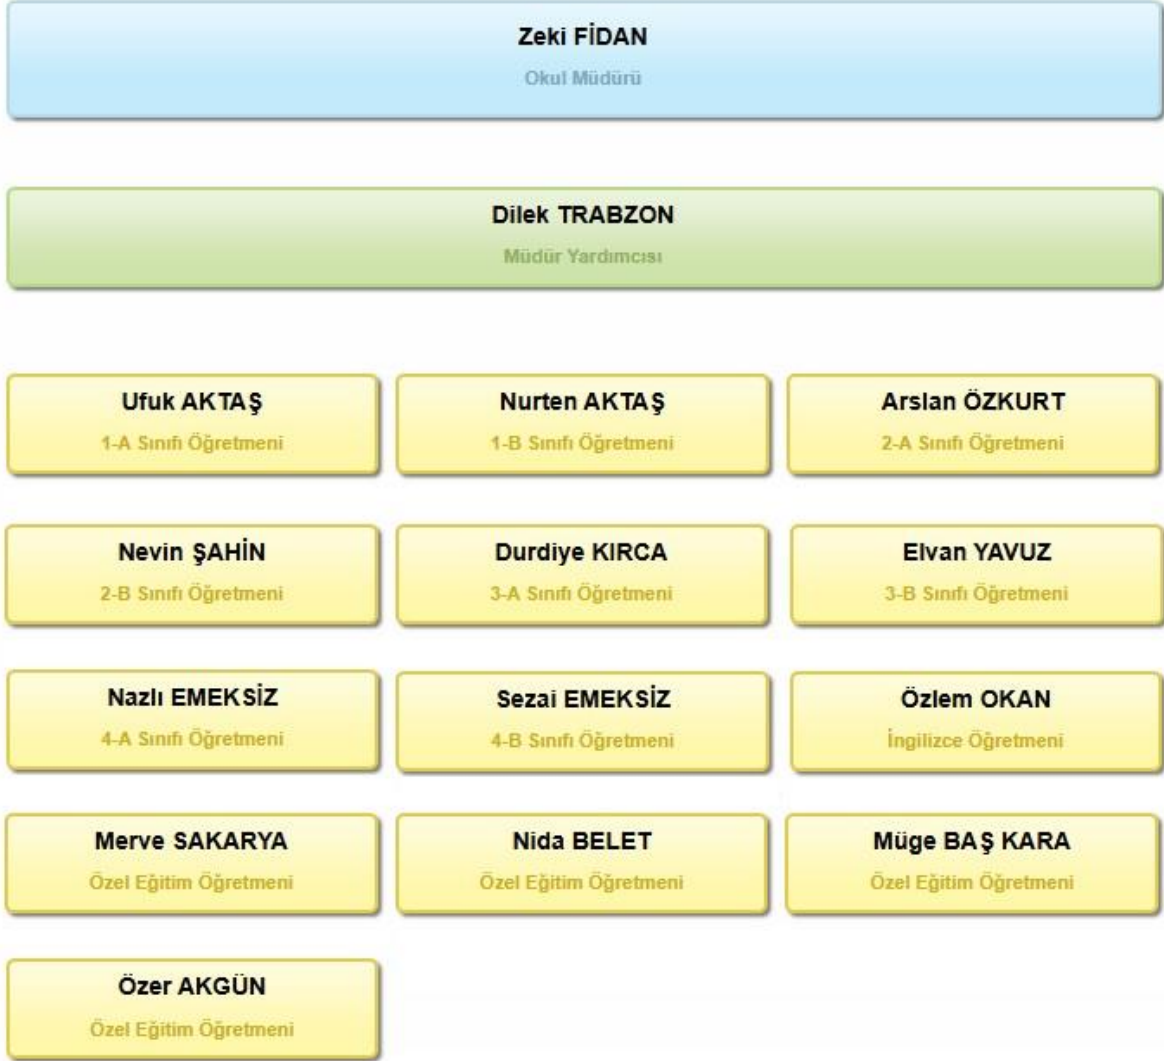 Zeki FİDAN
Okul Müdürü
Dilek TRABZON
Müdür Yardımcısı
Ufuk AKTAŞ
1-A Sınıfı Öğretmeni
Nurten AKTAŞ
1-B Sınıfı Öğretmeni
Arslan ÖZKURT
2-A Sınıfı Öğretmeni
Nevin ŞAHİN
2-B Sınıfı Öğretmeni
Durdiye KIRCA
3-A Sınıfı Öğretmeni
Elvan YAVUZ
3-B Sınıfı Öğretmeni
Nazlı EMEKSİZ
4-A Sınıfı Öğretmeni
Sezai EMEKSİZ
4-B Sınıfı Öğretmeni
Özlem OKAN
İngilizce Öğretmeni
Merve SAKARYA
Özel Eğitim Öğretmeni
Nida BELET
Özel Eğitim Öğretmeni
Müge BAŞ KARA
Özel Eğitim Öğretmeni
Özer AKGÜN
Özel Eğitim Öğretmeni